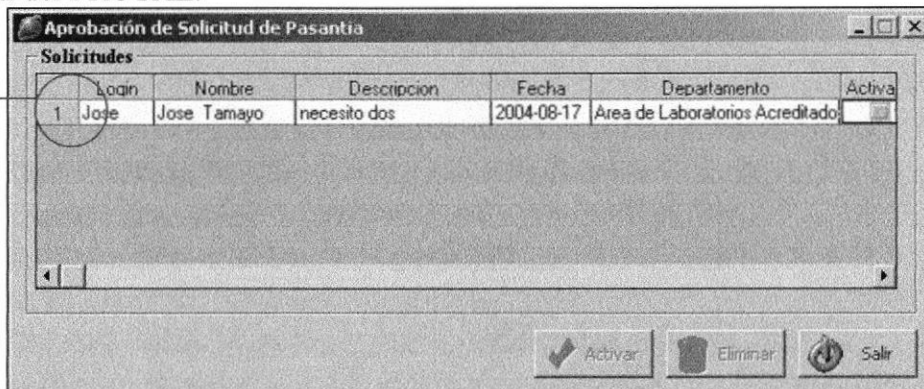 Aprobación de Solicitud de Pasantia
Solicitudes
Login Nombre Descripcion Fecha Departamento Activa
1 Jose Jose Tamayo necesito dos 2004-08-17 Area de Laboratorios Acreditado
Activar Eliminar Salir